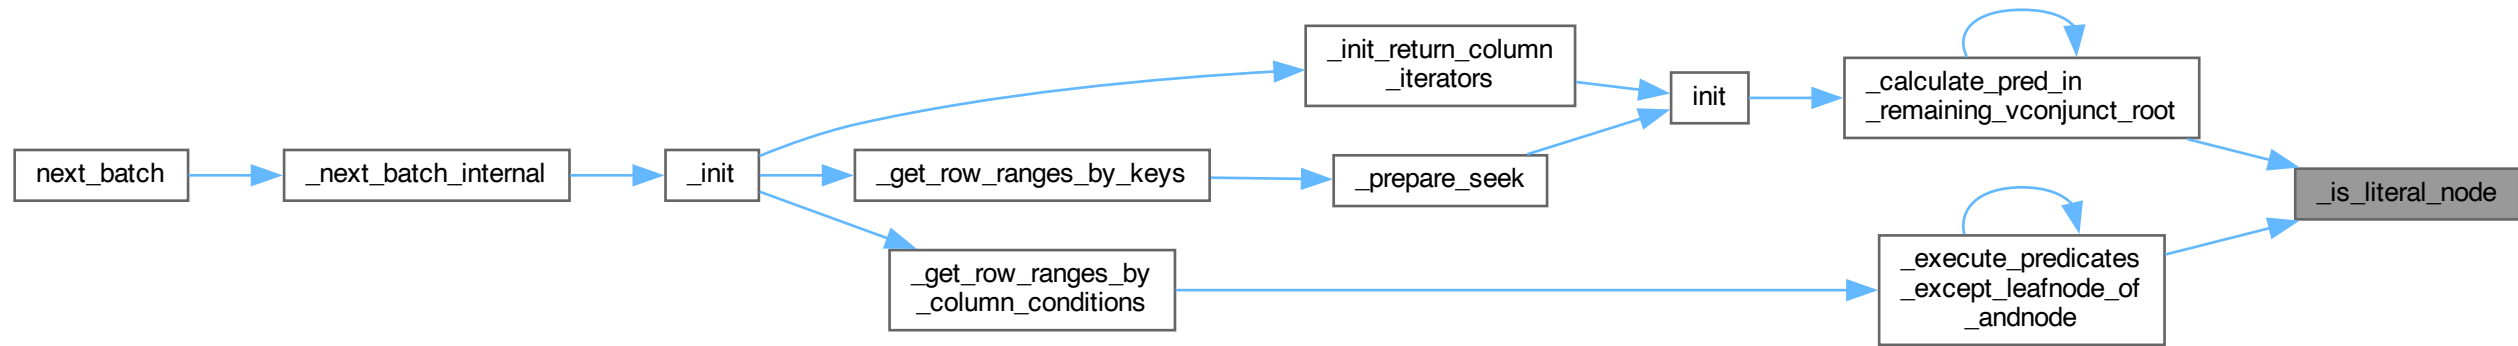 next_batch
_next_batch_internal
_init
_init_return_column
_iterators
_get_row_ranges_by_keys
_get_row_ranges_by
_column_conditions
_prepare_seek
init
_calculate_pred_in
_remaining_vconjunct_root
_execute_predicates
_except_leafnode_of
_andnode
_is_literal_node